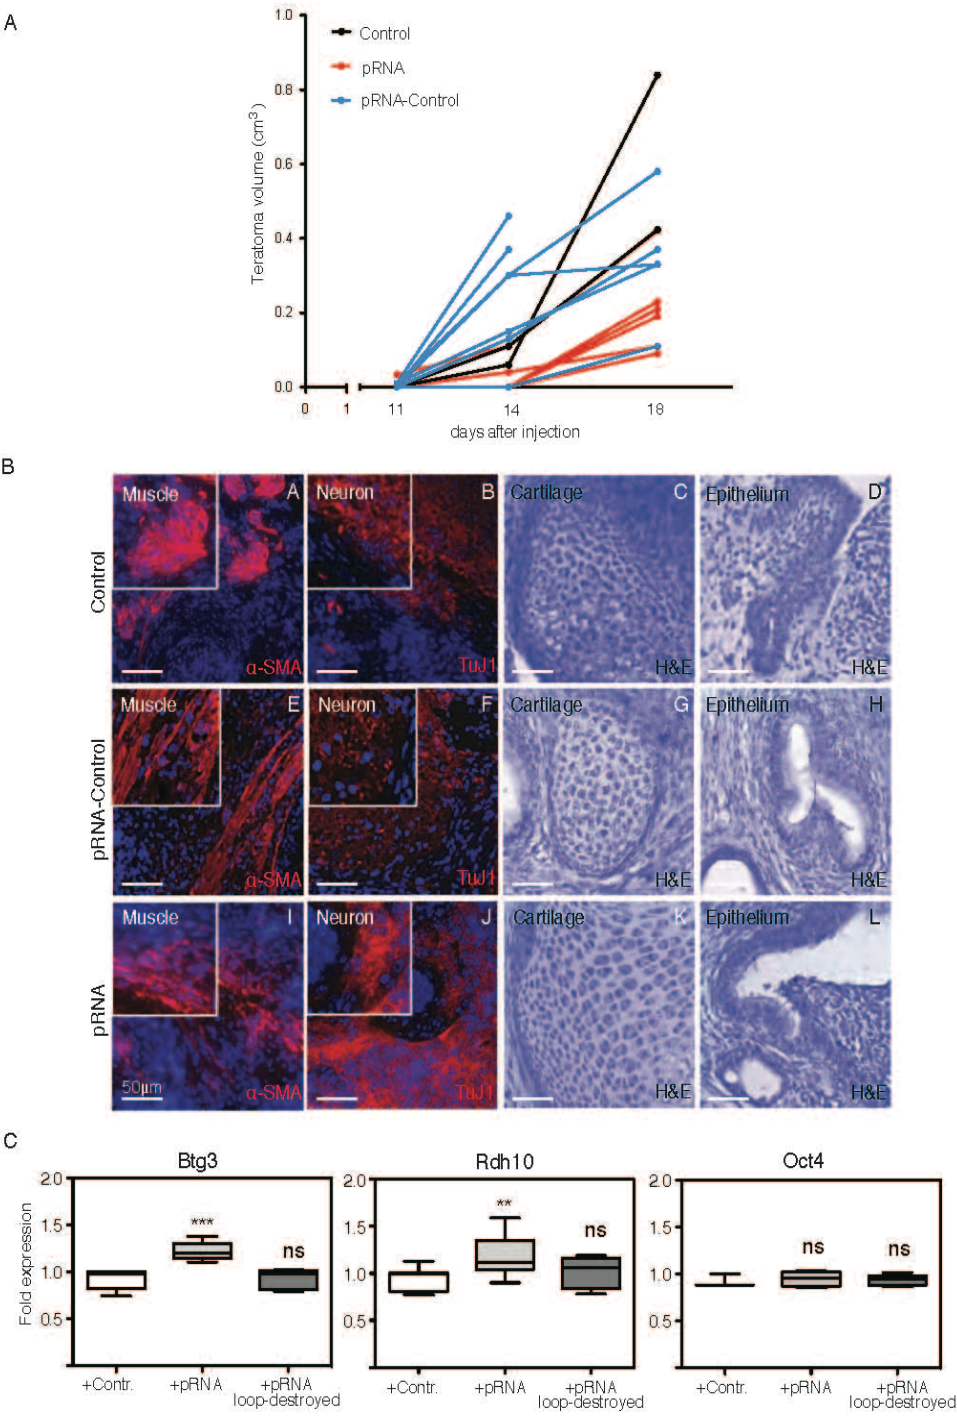 A
Teratoma volume (cm³)
1.0
0.8
0.6
0.4
0.2
0.0
Control
pRNA
pRNA-Control
0 1 11 14 18
days after injection
B
Control
Muscle A
α-SMA
Neuron B
TuJ1
Cartilage C
H&E
Epithelium D
H&E
pRNA-Control
Muscle E
α-SMA
Neuron F
TuJ1
Cartilage G
H&E
Epithelium H
H&E
pRNA
Muscle I
50µm α-SMA
Neuron J
TuJ1
Cartilage K
H&E
Epithelium L
H&E
C
Fold expression
Btg3
2.0
1.5
1.0
0.5
***
ns
+Contr. +pRNA +pRNA
loop-destroyed
Rdh10
2.0
1.5
1.0
0.5
**
ns
+Contr. +pRNA +pRNA
loop-destroyed
Oct4
2.0
1.5
1.0
0.5
ns
ns
+Contr. +pRNA +pRNA
loop-destroyed